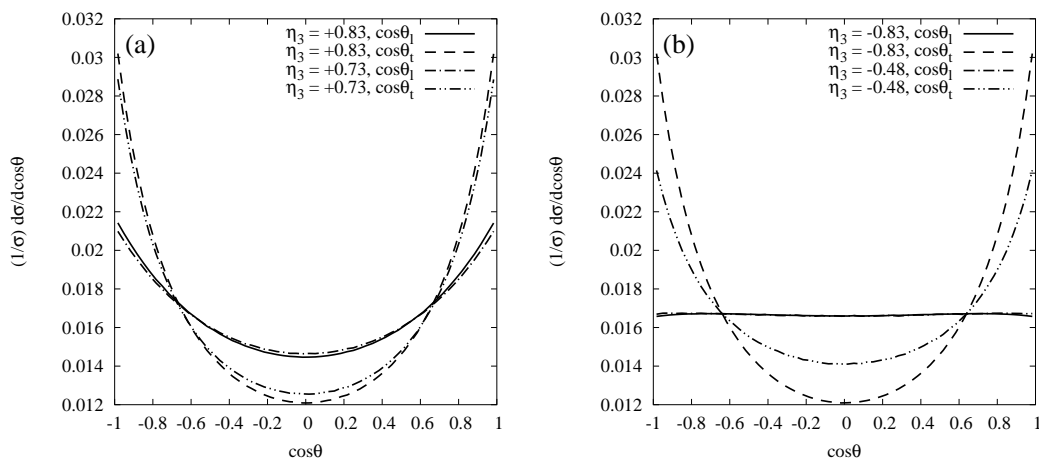 (a)
η3 = +0.83, cosθl
η3 = +0.83, cosθt
η3 = +0.73, cosθl
η3 = +0.73, cosθt
0.032
0.03
0.028
0.026
0.024
0.022
0.02
0.018
0.016
0.014
0.012
(1/σ) dσ/dcosθ
-1 -0.8 -0.6 -0.4 -0.2 0 0.2 0.4 0.6 0.8 1
cosθ
(b)
η3 = -0.83, cosθl
η3 = -0.83, cosθt
η3 = -0.48, cosθl
η3 = -0.48, cosθt
0.032
0.03
0.028
0.026
0.024
0.022
0.02
0.018
0.016
0.014
0.012
(1/σ) dσ/dcosθ
-1 -0.8 -0.6 -0.4 -0.2 0 0.2 0.4 0.6 0.8 1
cosθ